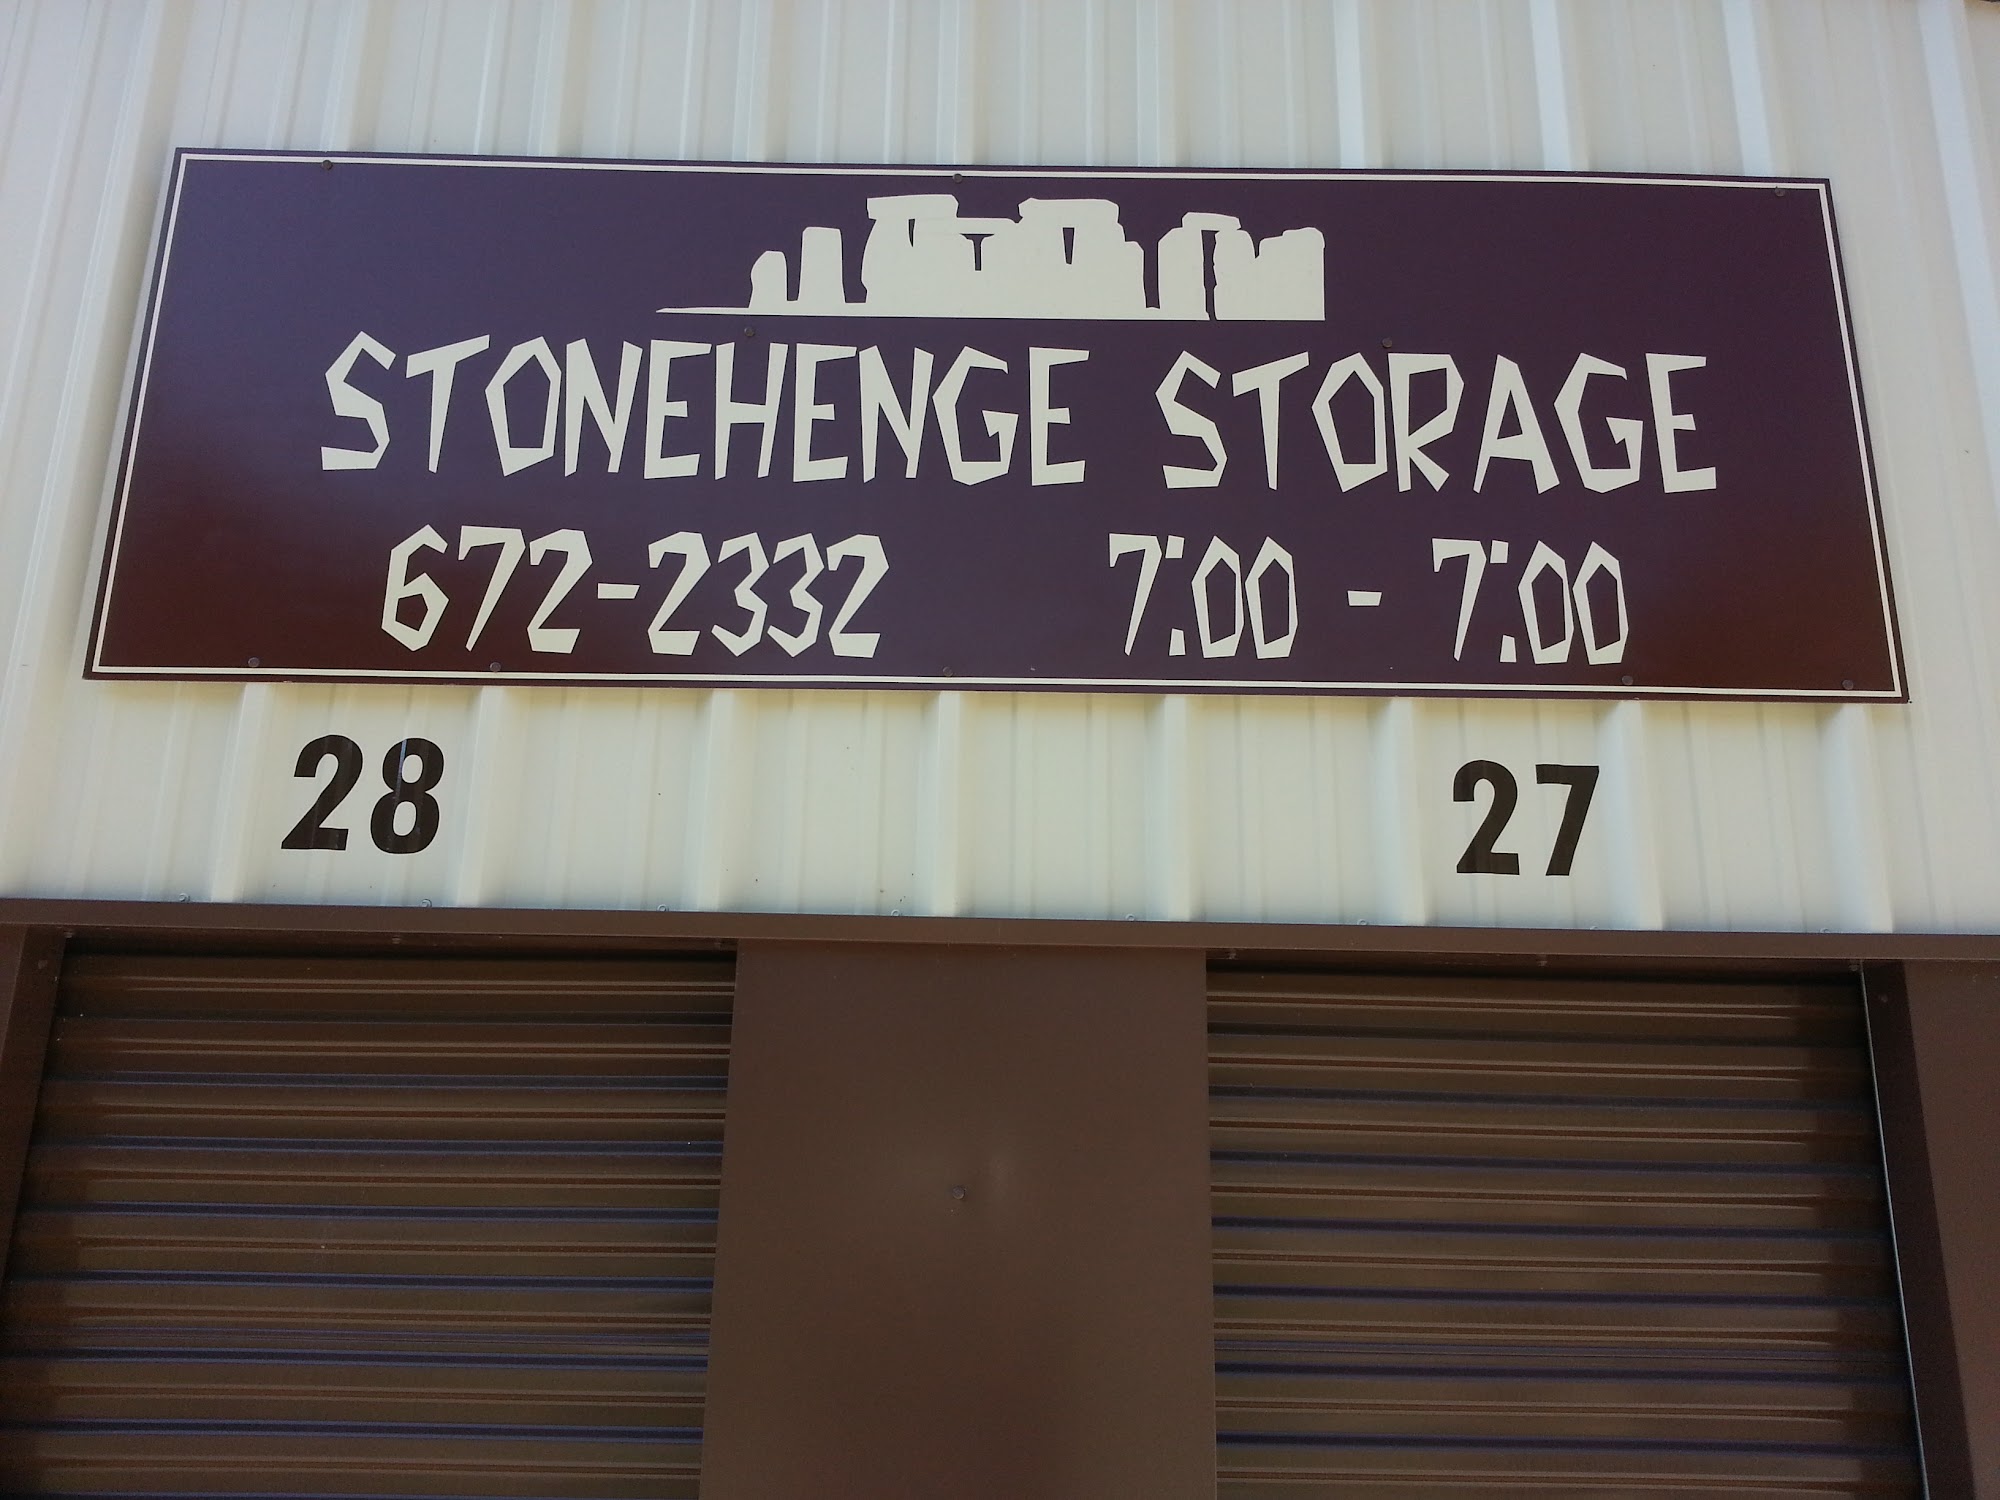 STONEHENGE STORAGE
672-2332 7:00 - 7:00
28 27